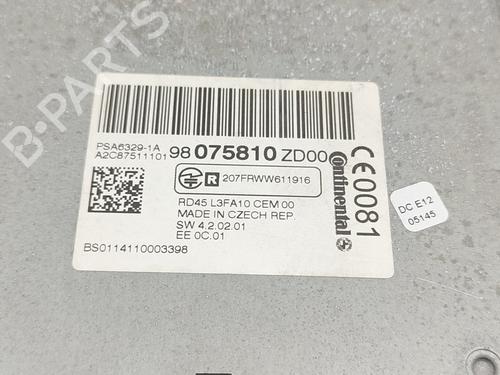 B-PARTS
PSA6329-1A
A2C87511101
98 075810 ZD00
R 207FRWW611916
RD45 L3FA10 CEM 00
MADE IN CZECH REP.
SW 4.2.02.01
EE 0C.01
BS0114110003398
Continental
CE0081
DC E12
05145